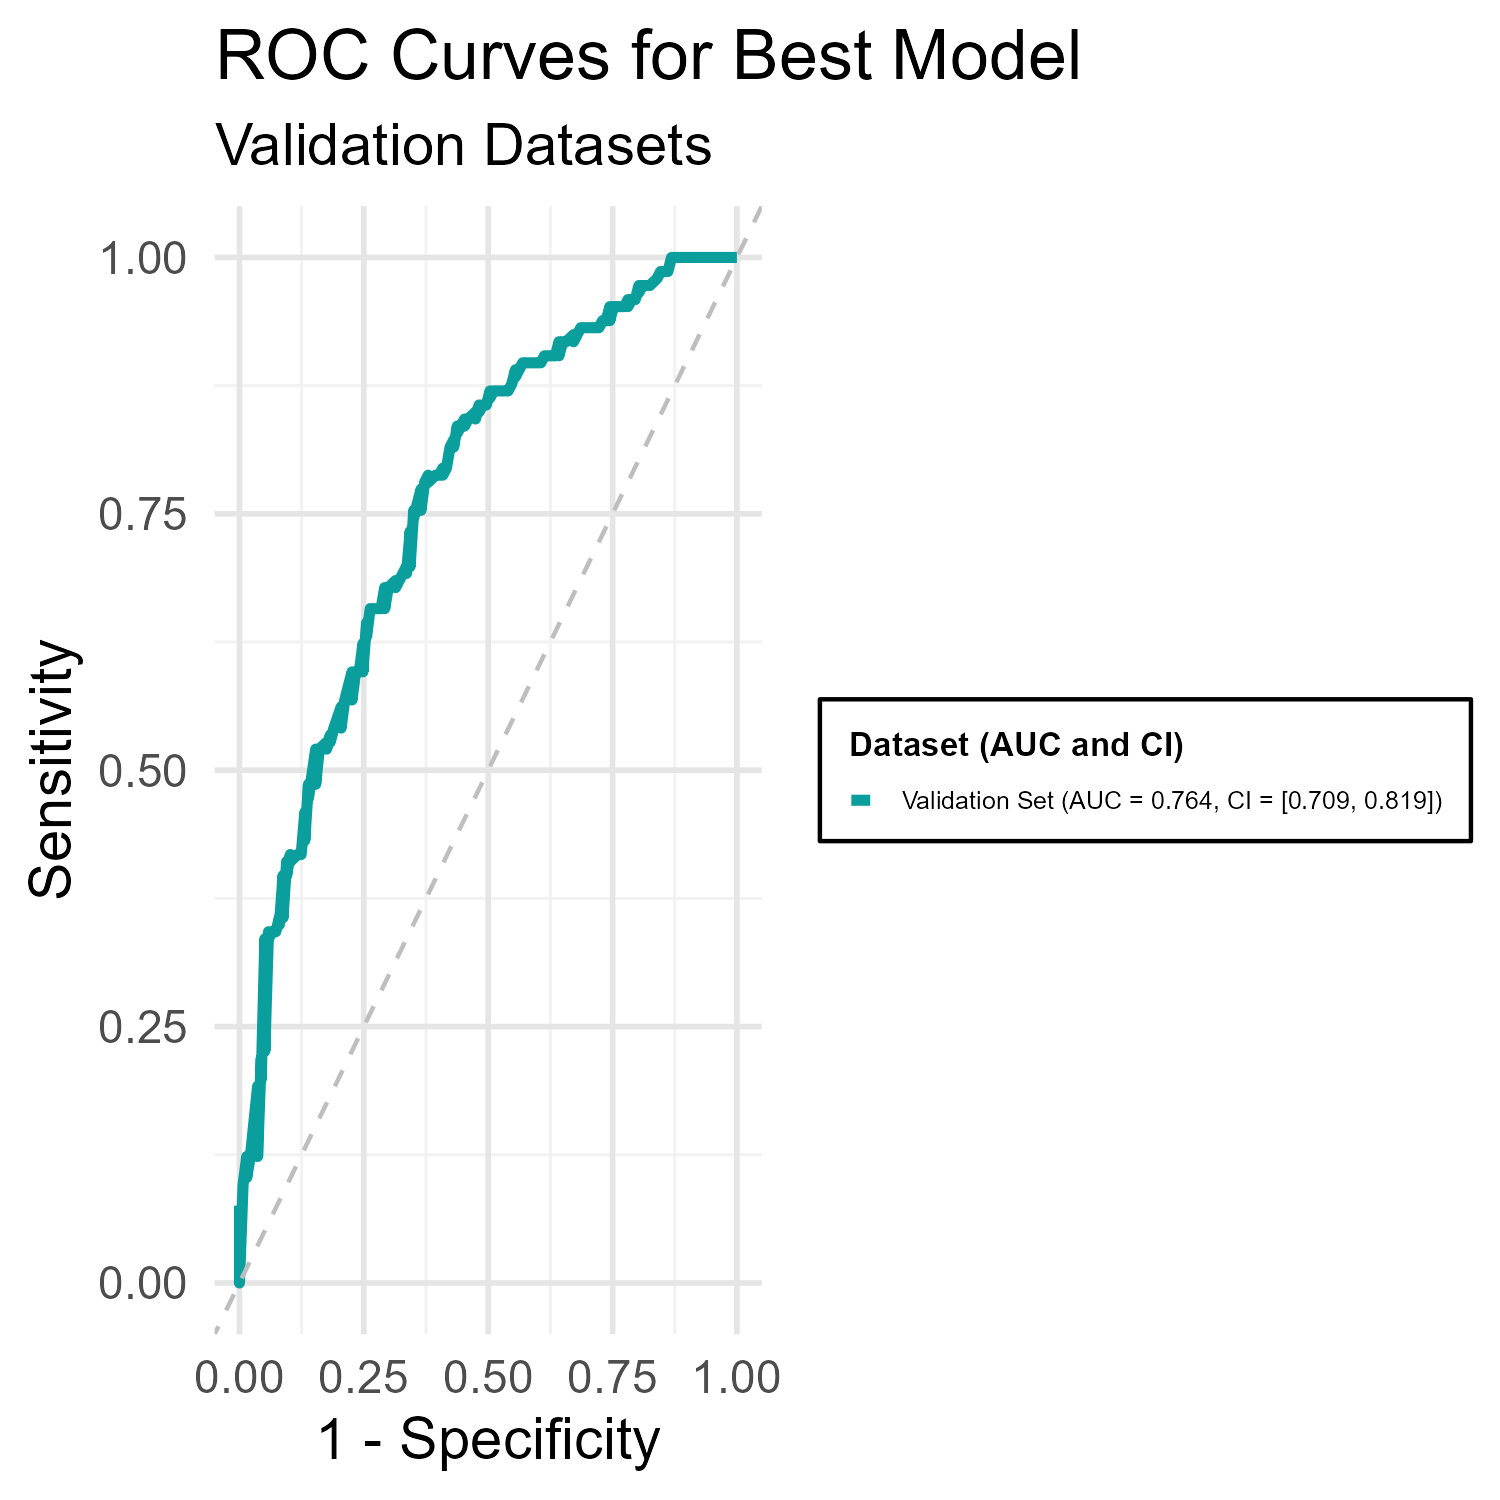 ROC Curves for Best Model
Validation Datasets
1.00
0.75
0.50
0.25
0.00
Sensitivity
0.00 0.25 0.50 0.75 1.00
1 - Specificity
Dataset (AUC and CI)
Validation Set (AUC = 0.764, CI = [0.709, 0.819])